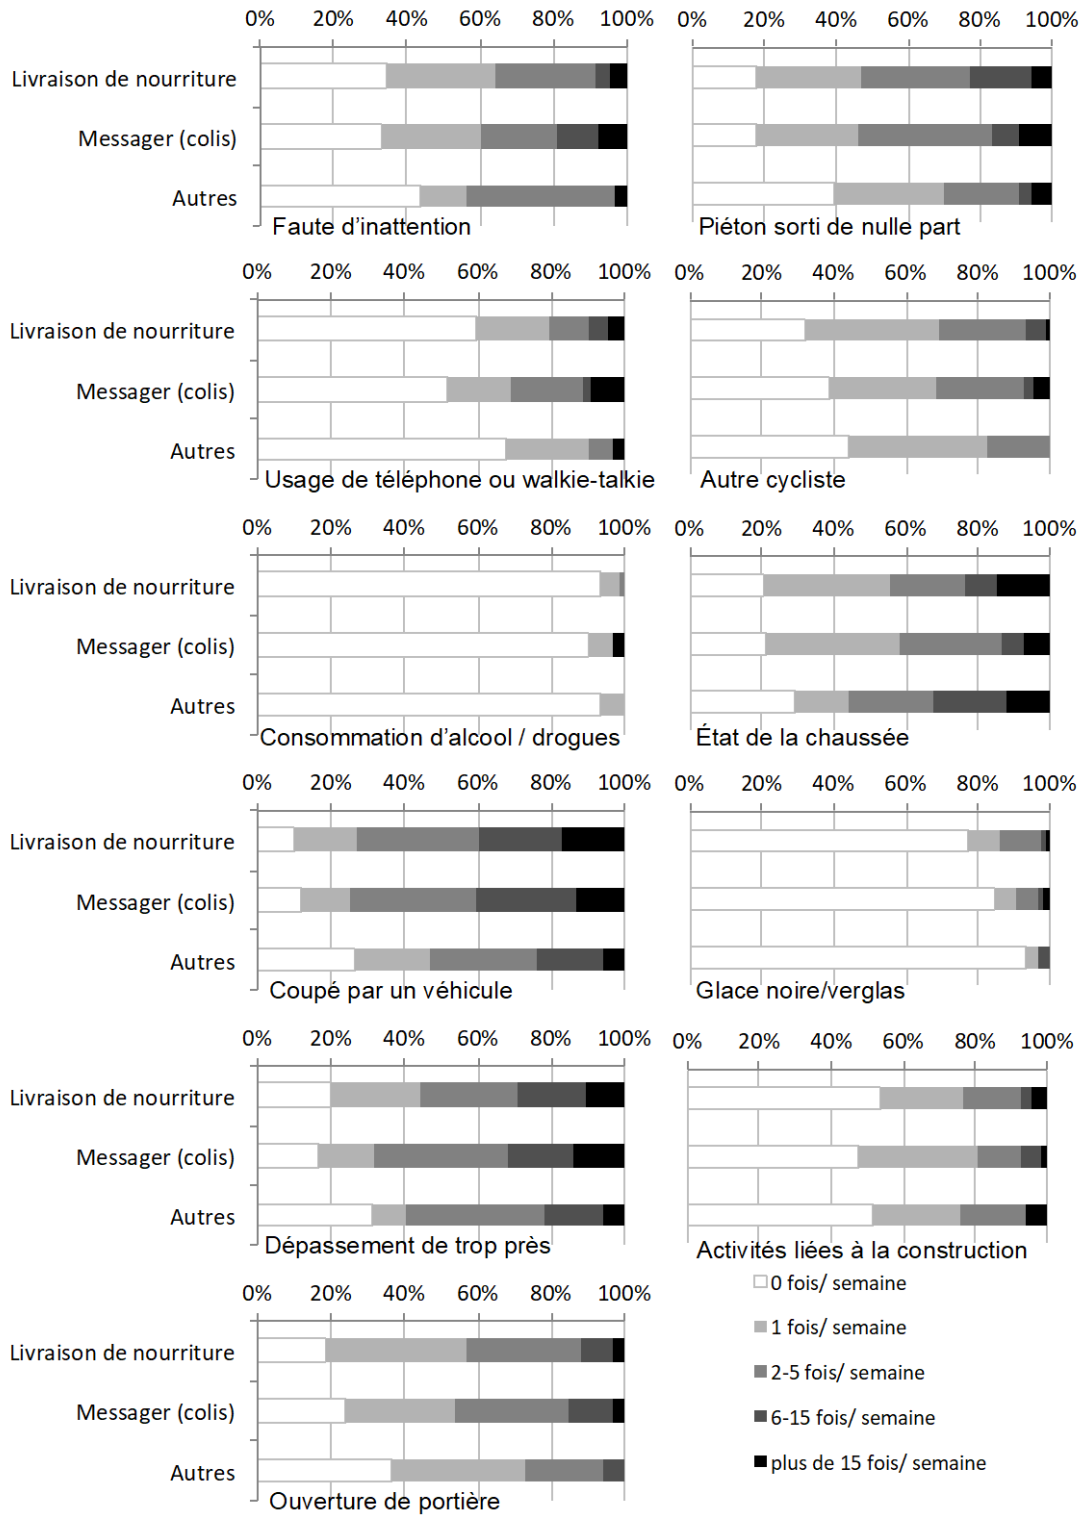 0% 20% 40% 60% 80% 100%
Livraison de nourriture
Messager (colis)
Autres
Faute d'inattention
0% 20% 40% 60% 80% 100%
Piéton sorti de nulle part
0% 20% 40% 60% 80% 100%
Livraison de nourriture
Messager (colis)
Autres
Usage de téléphone ou walkie-talkie
0% 20% 40% 60% 80% 100%
Autre cycliste
0% 20% 40% 60% 80% 100%
Livraison de nourriture
Messager (colis)
Autres
Consommation d'alcool / drogues
0% 20% 40% 60% 80% 100%
État de la chaussée
0% 20% 40% 60% 80% 100%
Livraison de nourriture
Messager (colis)
Autres
Coupé par un véhicule
0% 20% 40% 60% 80% 100%
Glace noire/verglas
0% 20% 40% 60% 80% 100%
Livraison de nourriture
Messager (colis)
Autres
Dépassement de trop près
0% 20% 40% 60% 80% 100%
Activités liées à la construction
0% 20% 40% 60% 80% 100%
Livraison de nourriture
Messager (colis)
Autres
Ouverture de portière
0 fois/ semaine
1 fois/ semaine
2-5 fois/ semaine
6-15 fois/ semaine
plus de 15 fois/ semaine